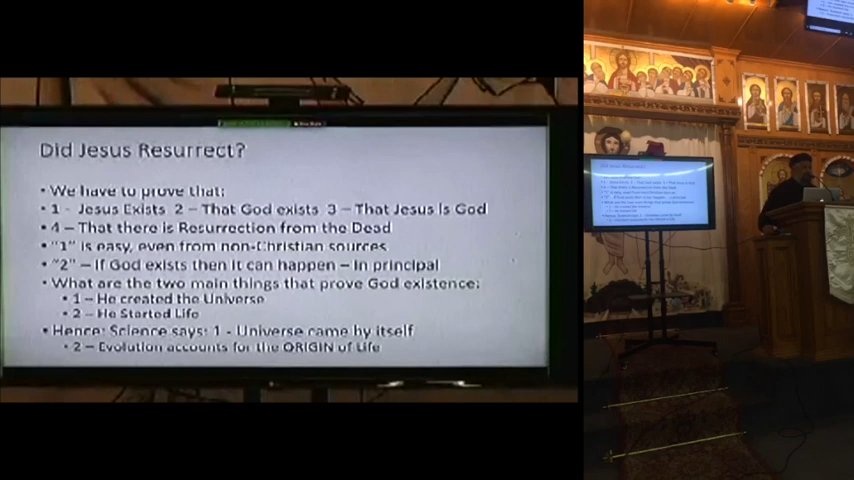 Did Jesus Resurrect?
• We have to prove that:
• 1 - Jesus Exists 2 – That God exists 3 – That Jesus is God
• 4 – That there is Resurrection from the Dead
• "1" is easy, even from non-Christian sources
• "2" – If God exists then it can happen – In principal
• What are the two main things that prove God existence:
• 1 – He created the Universe
• 2 – He Started Life
• Hence: Science says: 1 - Universe came by itself
• 2 – Evolution accounts for the ORIGIN of Life